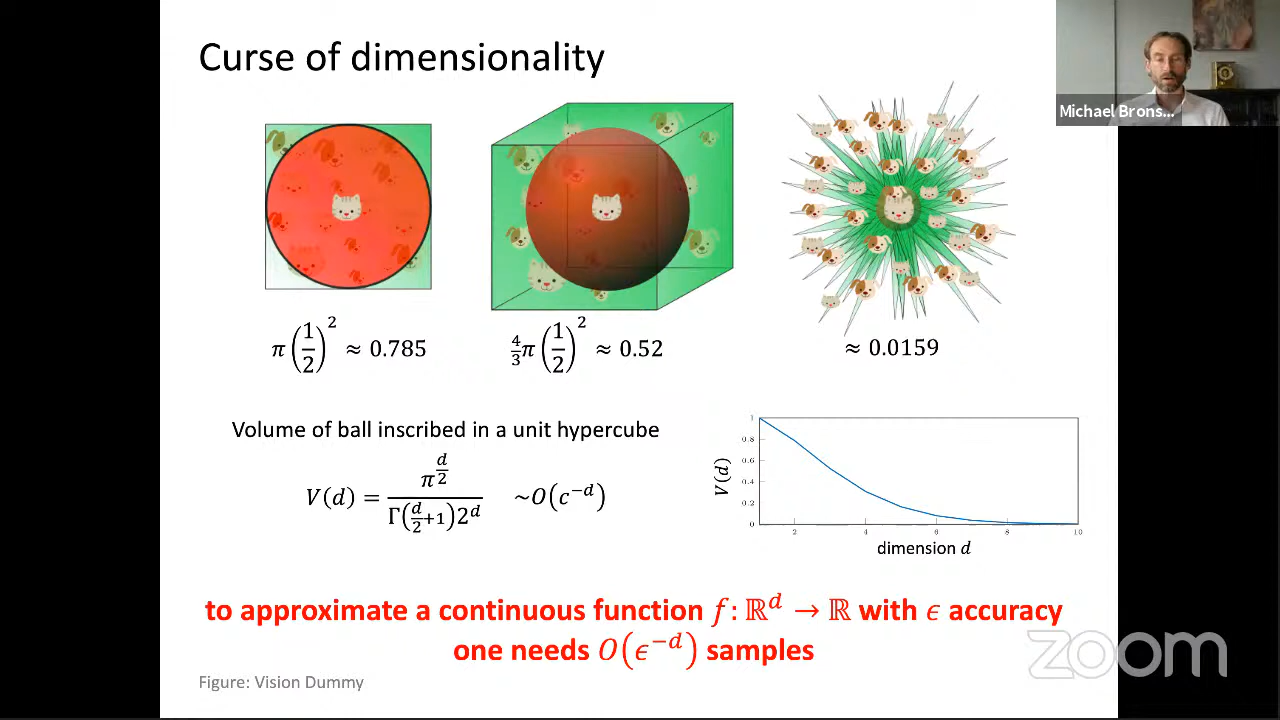 Curse of dimensionality
Michael Brons...
π(1/2)² ≈ 0.785
4/3 π(1/2)² ≈ 0.52
≈ 0.0159
Volume of ball inscribed in a unit hypercube
V(d) = π^(d/2) / Γ(d/2+1)2^d ~O(c^−d)
V(d)
1
0.8
0.6
0.4
0.2
0
2 4 6 8 10
dimension d
to approximate a continuous function f: ℝ^d → ℝ with ϵ accuracy
one needs O(ϵ^−d) samples
zoom
Figure: Vision Dummy